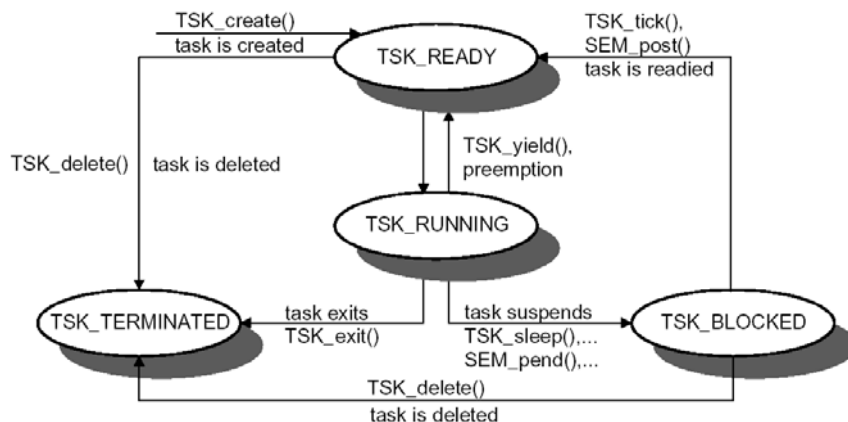 TSK_create()
task is created
TSK_READY
TSK_tick(),
SEM_post()
task is readied
TSK_delete()
task is deleted
TSK_yield(),
preemption
TSK_RUNNING
TSK_TERMINATED
task exits
TSK_exit()
task suspends
TSK_sleep(),...
SEM_pend(),...
TSK_BLOCKED
TSK_delete()
task is deleted